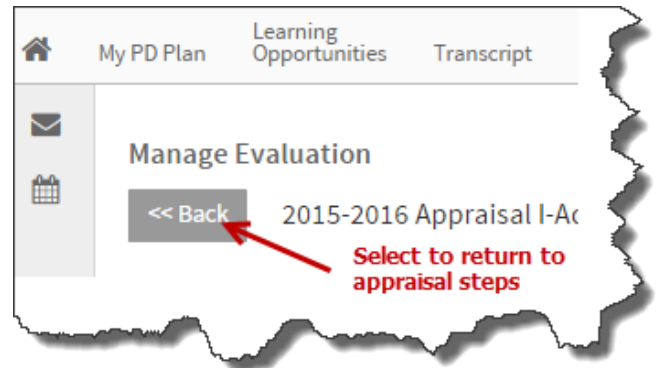 My PD Plan
Learning
Opportunities
Transcript
Manage Evaluation
<< Back
2015-2016 Appraisal I-Ac
Select to return to
appraisal steps